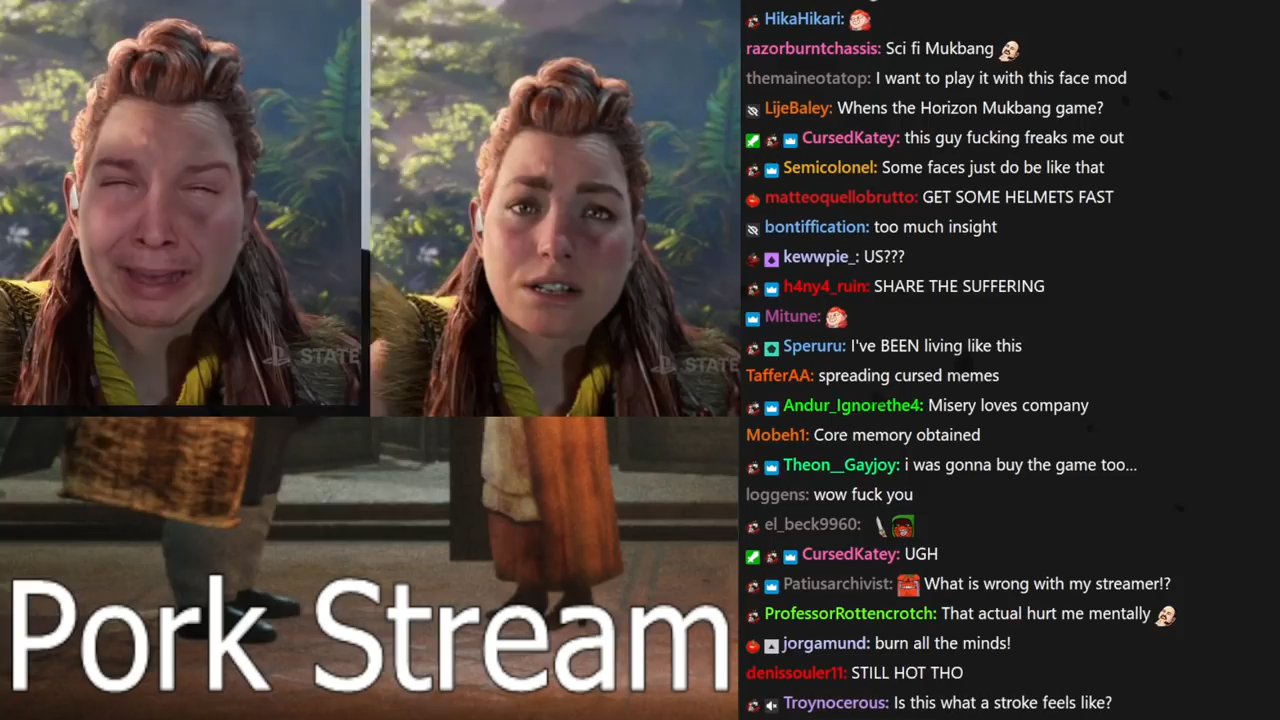 STATE
STATE
Pork Stream
HikaHikari:
razorburntchassis: Sci fi Mukbang
themaineotatop: I want to play it with this face mod
LijeBaley: Whens the Horizon Mukbang game?
CursedKatey: this guy fucking freaks me out
Semicolonel: Some faces just do be like that
matteoquellobrutto: GET SOME HELMETS FAST
bontiffication: too much insight
kewwpie_: US???
h4ny4_ruin: SHARE THE SUFFERING
Mitune:
Speruru: I've BEEN living like this
TafferAA: spreading cursed memes
Andur_Ignorethe4: Misery loves company
Mobeh1: Core memory obtained
Theon__Gayjoy: i was gonna buy the game too...
loggens: wow fuck you
el_beck9960:
CursedKatey: UGH
Patiusarchivist: What is wrong with my streamer!?
ProfessorRottencrotch: That actual hurt me mentally
jorgamund: burn all the minds!
denissouler11: STILL HOT THO
Troynocerous: Is this what a stroke feels like?